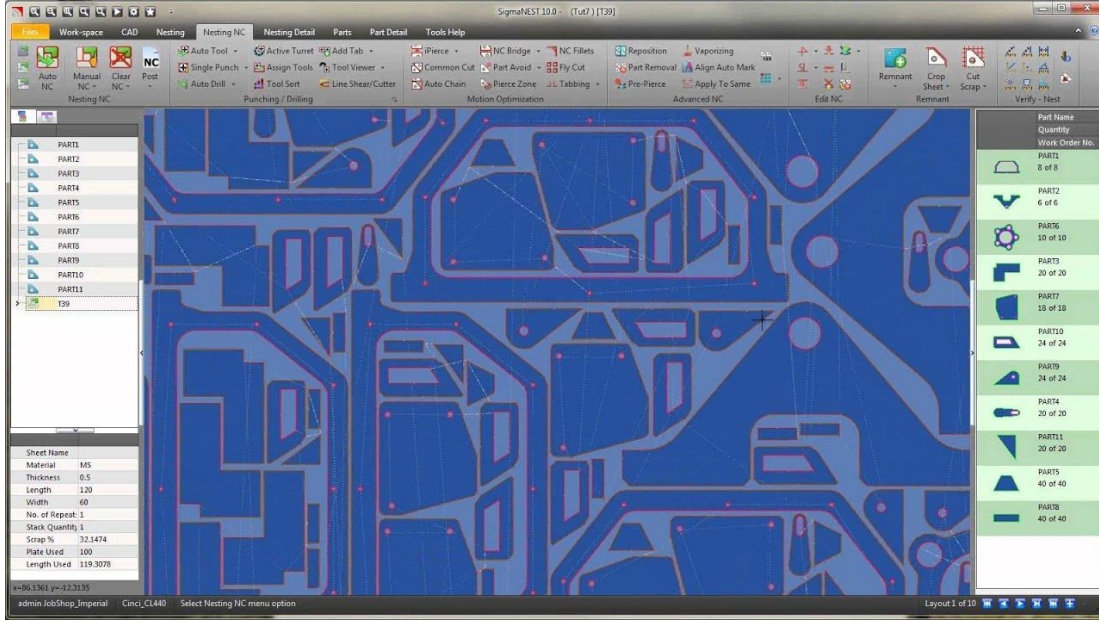 SigmaNEST 10.0 - (Tut7 ) [T39]
Files Work-space CAD Nesting Nesting NC Nesting Detail Parts Part Detail Tools Help
Auto Tool Active Turret Add Tab iPierce NC Bridge NC Fillets Reposition Vaporizing
Single Punch Assign Tools Tool Viewer Common Cut Part Avoid Fly Cut Part Removal Align Auto Mark
Auto Drill Tool Sort Line Shear/Cutter Auto Chain Pierce Zone Tabbing Pre-Pierce Apply To Same
Auto NC Manual NC Clear NC NC Post
Remnant Crop Sheet Cut Scrap
Nesting NC Punching / Drilling Motion Optimization Advanced NC Edit NC Remnant Verify - Nest
PART1
PART2
PART3
PART4
PART5
PART6
PART7
PART8
PART9
PART10
PART11
T39
Sheet Name
Material MS
Thickness 0.5
Length 120
Width 60
No. of Repeat: 1
Stack Quantity 1
Scrap % 32.1474
Plate Used 100
Length Used 119.3078
x=86.1361 y=-12.3135
Part Name
Quantity
Work Order No.
PART1
8 of 8
PART2
6 of 6
PART6
10 of 10
PART3
20 of 20
PART7
18 of 18
PART10
24 of 24
PART9
24 of 24
PART4
20 of 20
PART11
20 of 20
PART5
40 of 40
PART8
40 of 40
admin JobShop_Imperial Cinci_CL440 Select Nesting NC menu option Layout 1 of 10